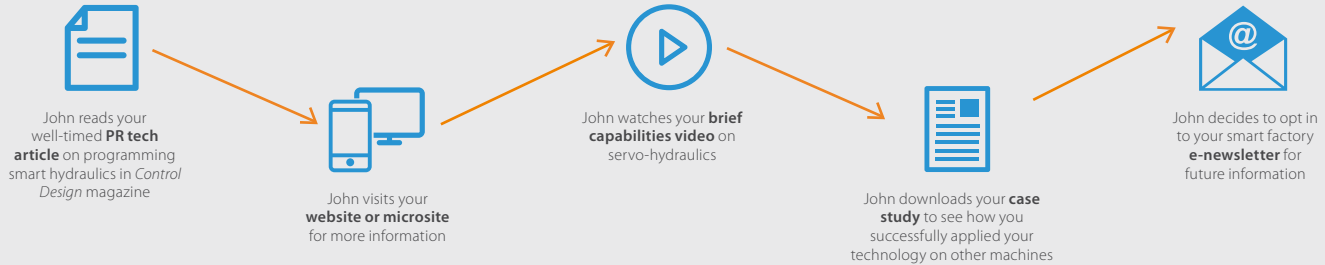 John reads your
well-timed PR tech
article on programming
smart hydraulics in Control
Design magazine
John visits your
website or microsite
for more information
John watches your brief
capabilities video on
servo-hydraulics
John downloads your case
study to see how you
successfully applied your
technology on other machines
@
John decides to opt in
to your smart factory
e-newsletter for
future information